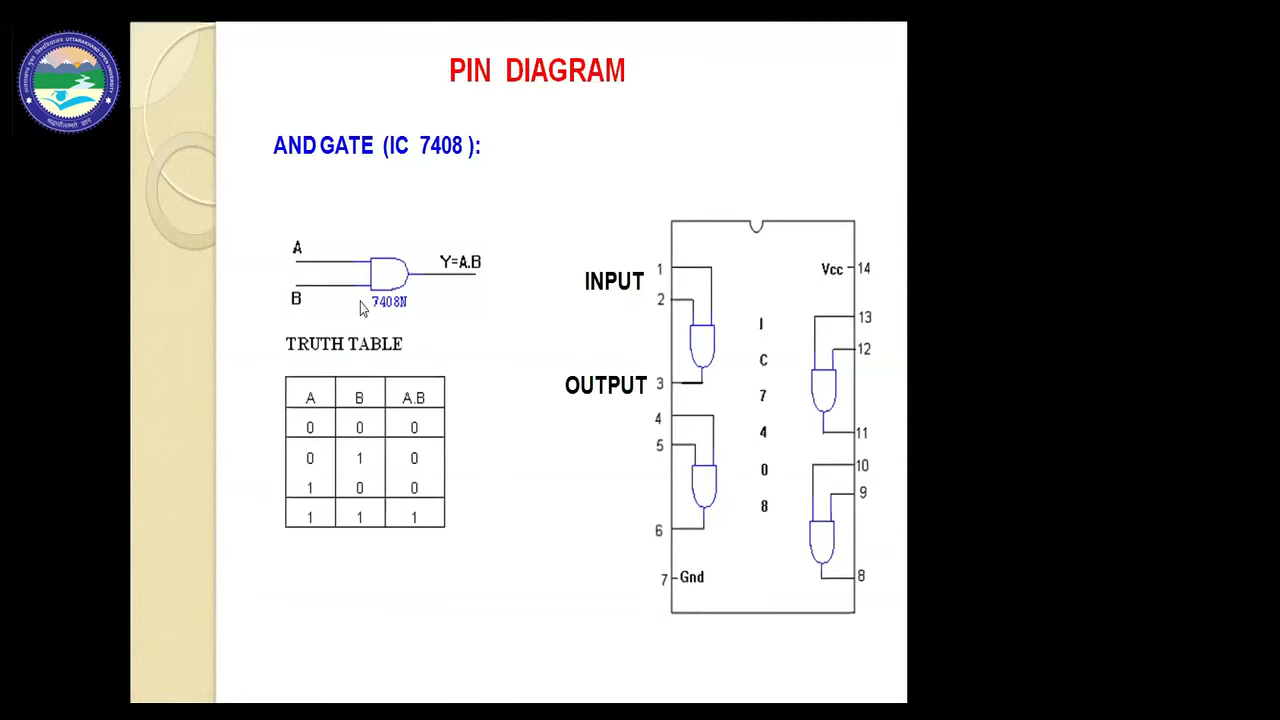 PIN DIAGRAM
AND GATE (IC 7408 ):
A
B
Y=A.B
7408N
TRUTH TABLE
A B A.B
0 0 0
0 1 0
1 0 0
1 1 1
INPUT
OUTPUT
1
2
3
4
5
6
7 Gnd
I
C
7
4
0
8
Vcc 14
13
12
11
10
9
8